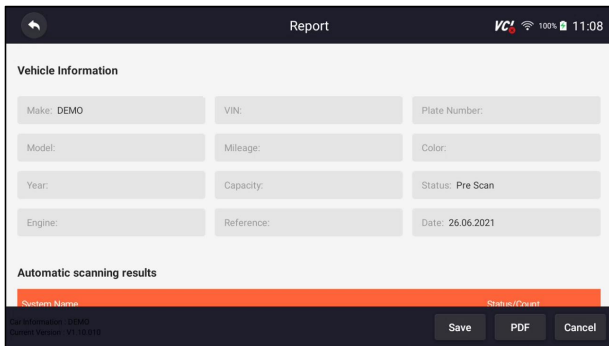 Report
VCI 100% 11:08
Vehicle Information
Make: DEMO
VIN:
Plate Number:
Model:
Mileage:
Color:
Year:
Capacity:
Status: Pre Scan
Engine:
Reference:
Date: 26.06.2021
Automatic scanning results
System Name
Status/Count
Car Information : DEMO
Current Version : V1.10.010
Save
PDF
Cancel